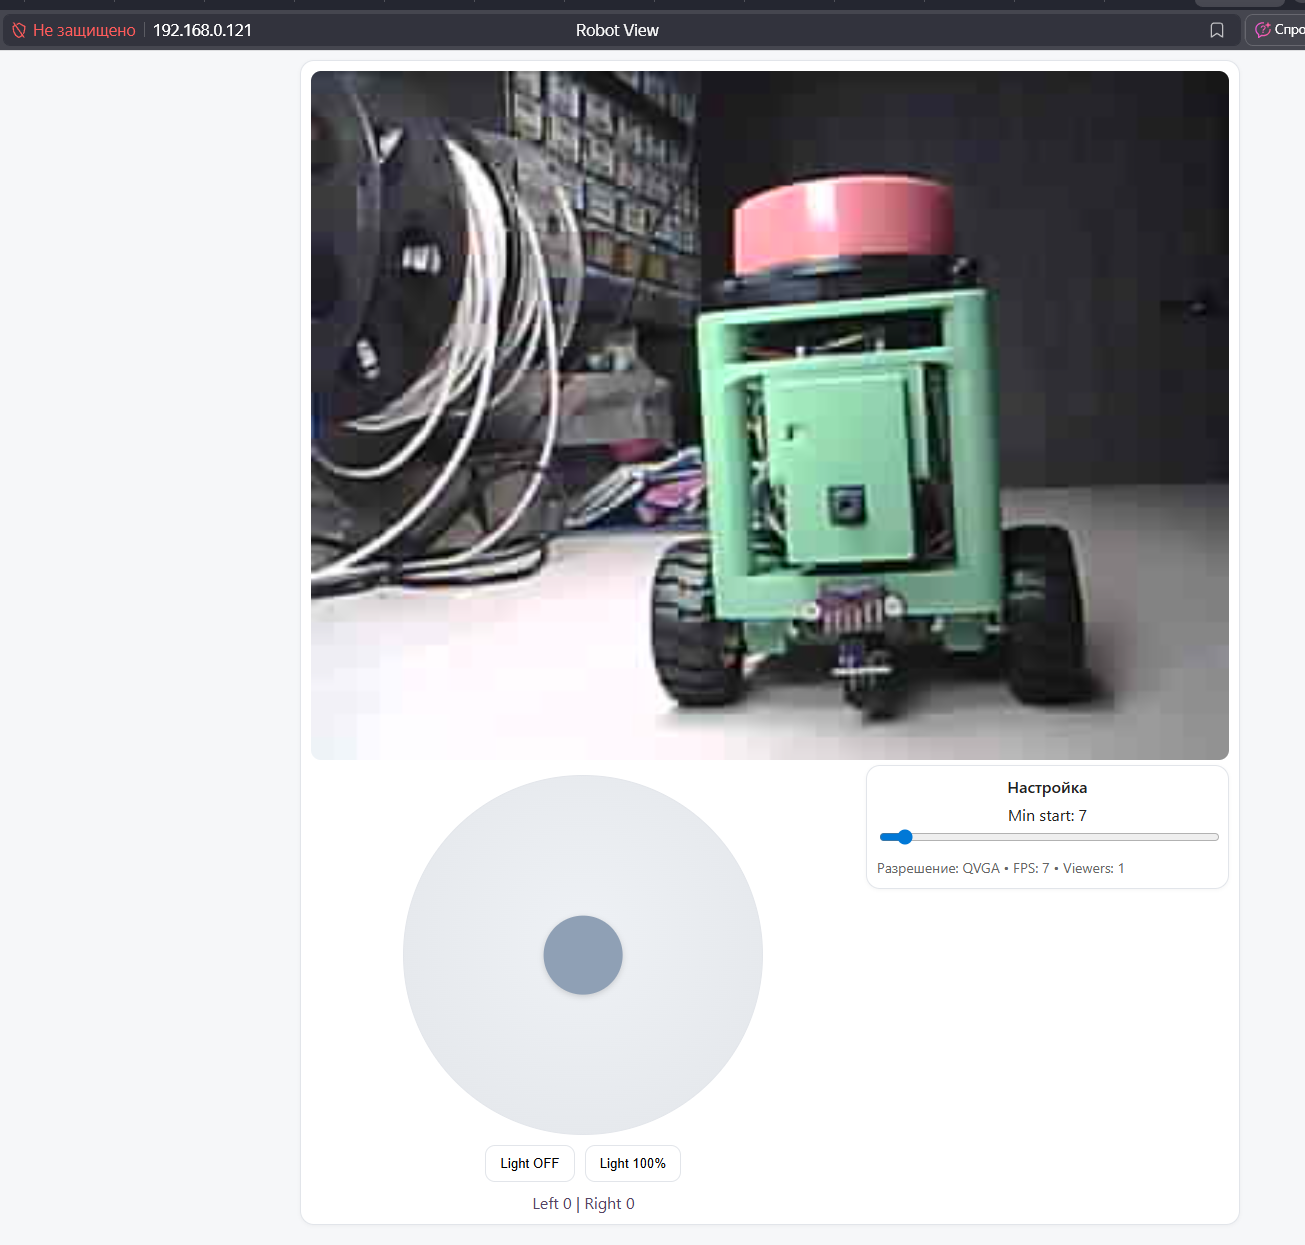 Не защищено 192.168.0.121 Robot View
Настройка
Min start: 7
Разрешение: QVGA • FPS: 7 • Viewers: 1
Light OFF Light 100%
Left 0 | Right 0